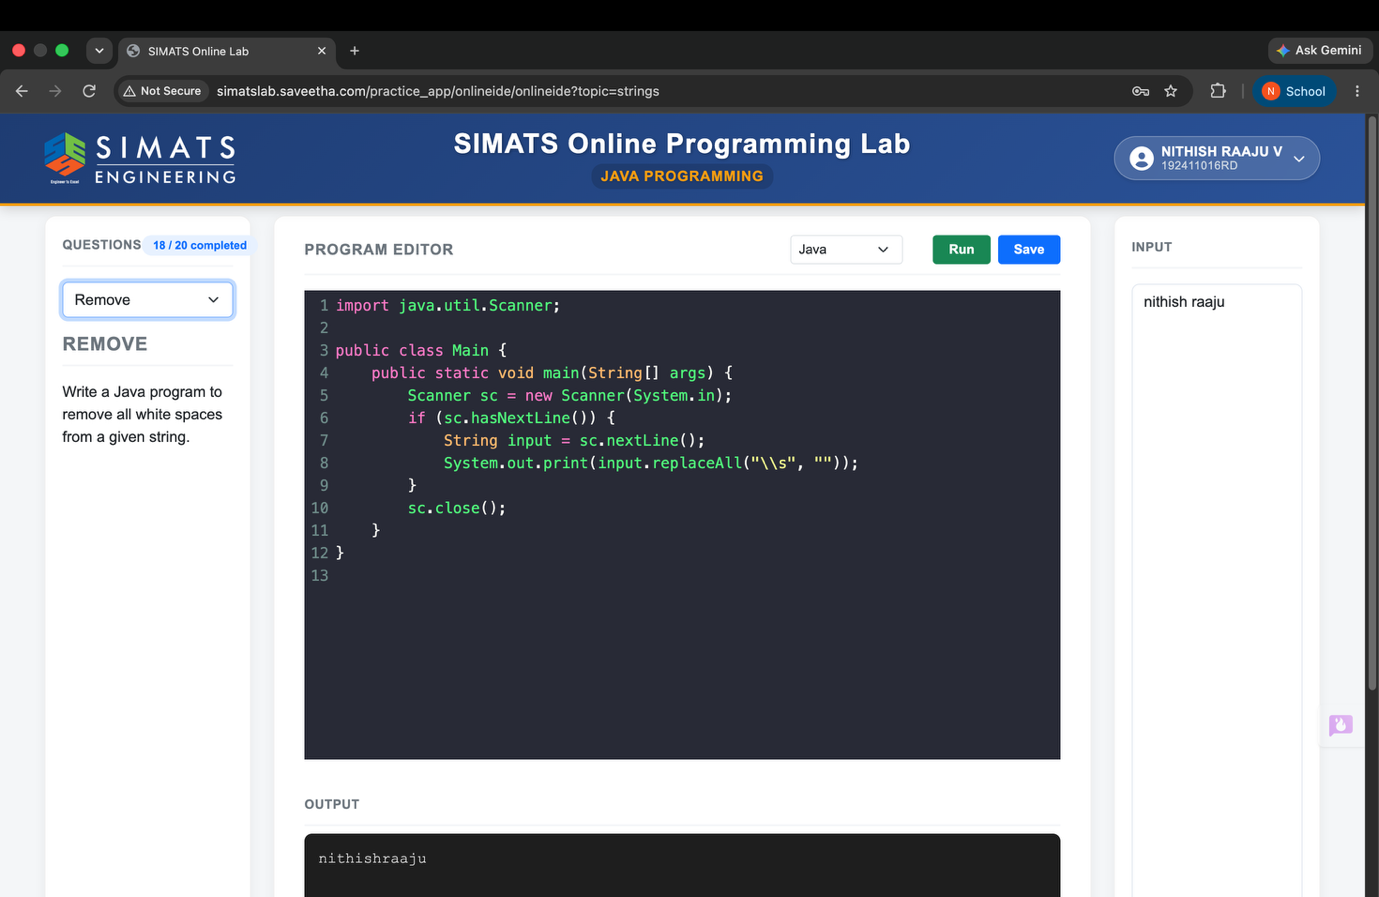 SIMATS Online Lab
Ask Gemini
Not Secure
simatslab.saveetha.com/practice_app/onlineide/onlineide?topic=strings
N School
SIMATS
ENGINEERING
Engineer to Excel
SIMATS Online Programming Lab
JAVA PROGRAMMING
NITHISH RAAJU V
192411016RD
QUESTIONS 18 / 20 completed
Remove
REMOVE
Write a Java program to
remove all white spaces
from a given string.
PROGRAM EDITOR
Java
Run
Save
1 import java.util.Scanner;
2
3 public class Main {
4     public static void main(String[] args) {
5         Scanner sc = new Scanner(System.in);
6         if (sc.hasNextLine()) {
7             String input = sc.nextLine();
8             System.out.print(input.replaceAll("\\s", ""));
9         }
10         sc.close();
11     }
12 }
13
OUTPUT
nithishraaju
INPUT
nithish raaju